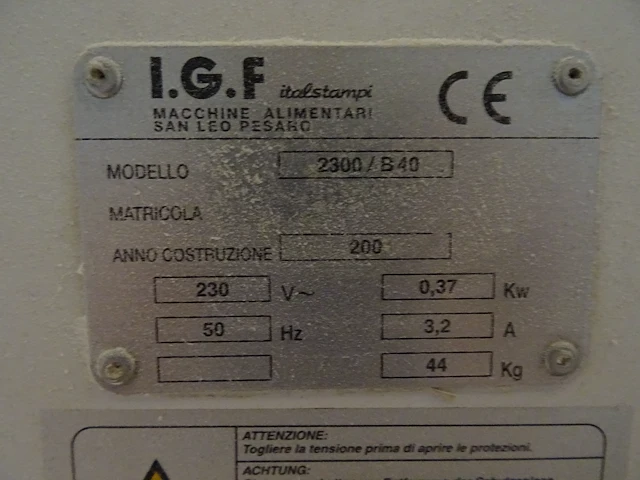 I.G.F italstampi
MACCHINE ALIMENTARI
SAN LEO PESARO
CE
MODELLO 2300 / B 40
MATRICOLA
ANNO COSTRUZIONE 200
230 V~ 0,37 Kw
50 Hz 3,2 A
44 Kg
ATTENZIONE:
Togliere la tensione prima di aprire le protezioni.
ACHTUNG: